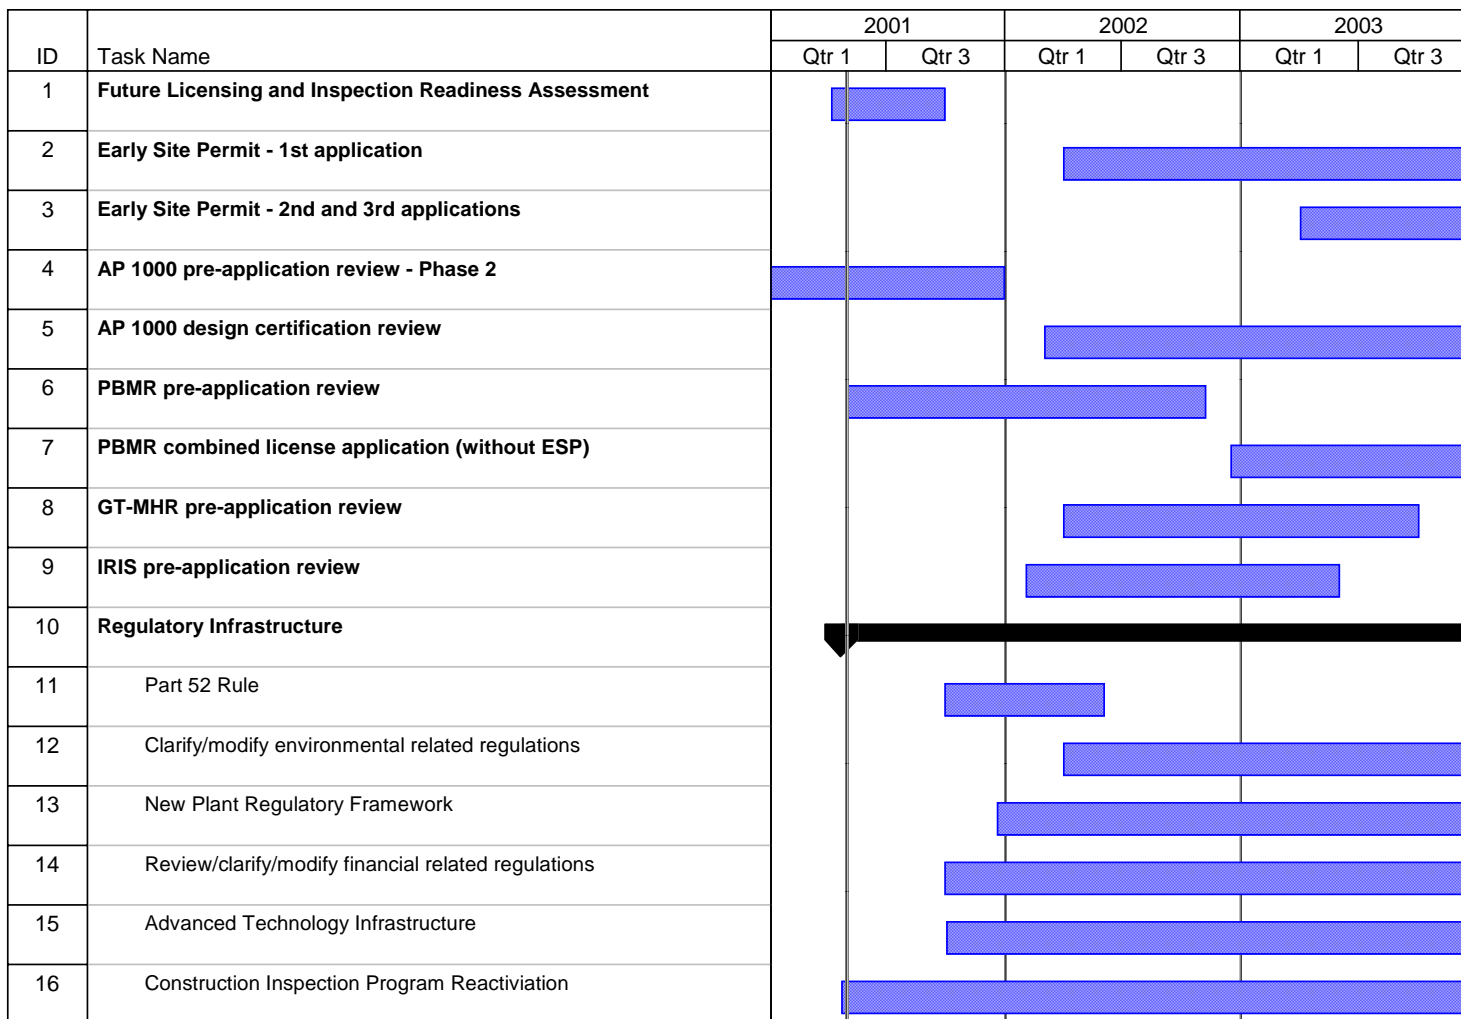 2001 2002 2003
ID Task Name Qtr 1 Qtr 3 Qtr 1 Qtr 3 Qtr 1 Qtr 3
1 Future Licensing and Inspection Readiness Assessment
2 Early Site Permit - 1st application
3 Early Site Permit - 2nd and 3rd applications
4 AP 1000 pre-application review - Phase 2
5 AP 1000 design certification review
6 PBMR pre-application review
7 PBMR combined license application (without ESP)
8 GT-MHR pre-application review
9 IRIS pre-application review
10 Regulatory Infrastructure
11 Part 52 Rule
12 Clarify/modify environmental related regulations
13 New Plant Regulatory Framework
14 Review/clarify/modify financial related regulations
15 Advanced Technology Infrastructure
16 Construction Inspection Program Reactiviation